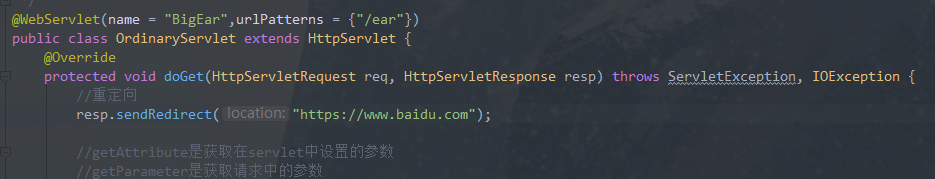 */
@WebServlet(name = "BigEar",urlPatterns = {"/ear"})
public class OrdinaryServlet extends HttpServlet {
@Override
protected void doGet(HttpServletRequest req, HttpServletResponse resp) throws ServletException, IOException {
//重定向
resp.sendRedirect( location: "https://www.baidu.com");
//getAttribute是获取在servlet中设置的参数
//getParameter是获取请求中的参数